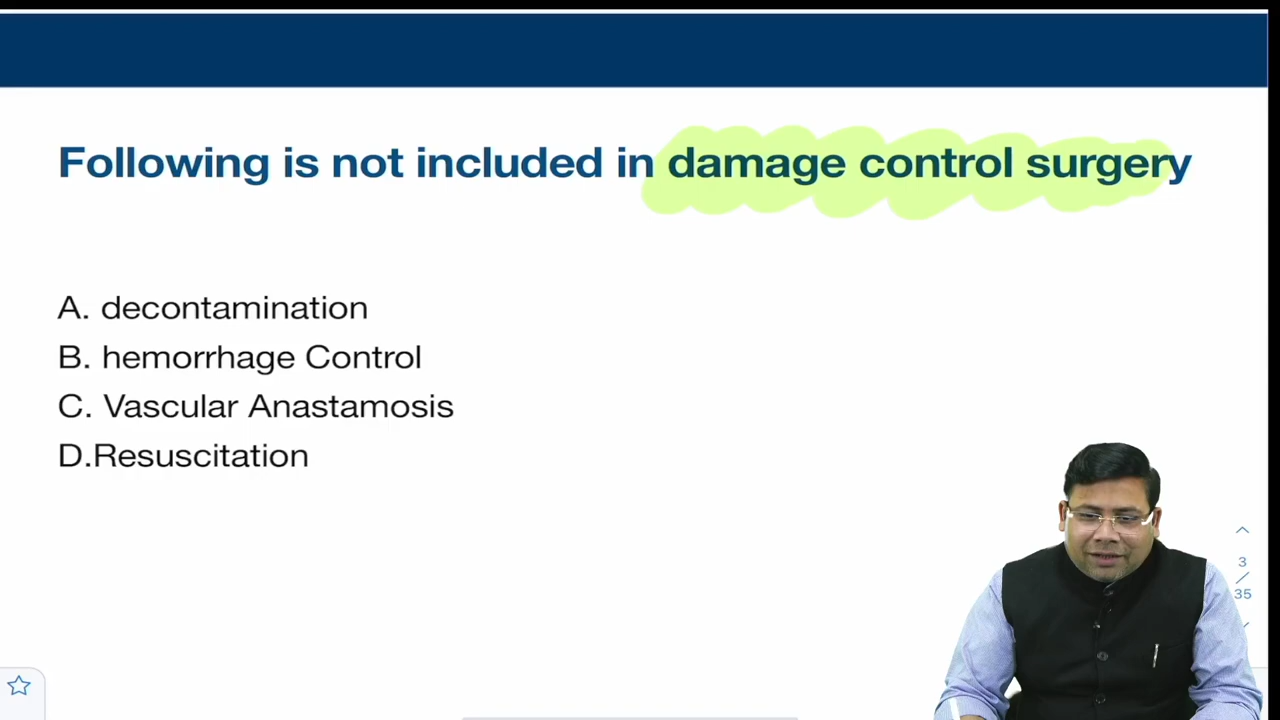 Following is not included in damage control surgery
A. decontamination
B. hemorrhage Control
C. Vascular Anastamosis
D.Resuscitation
3
35